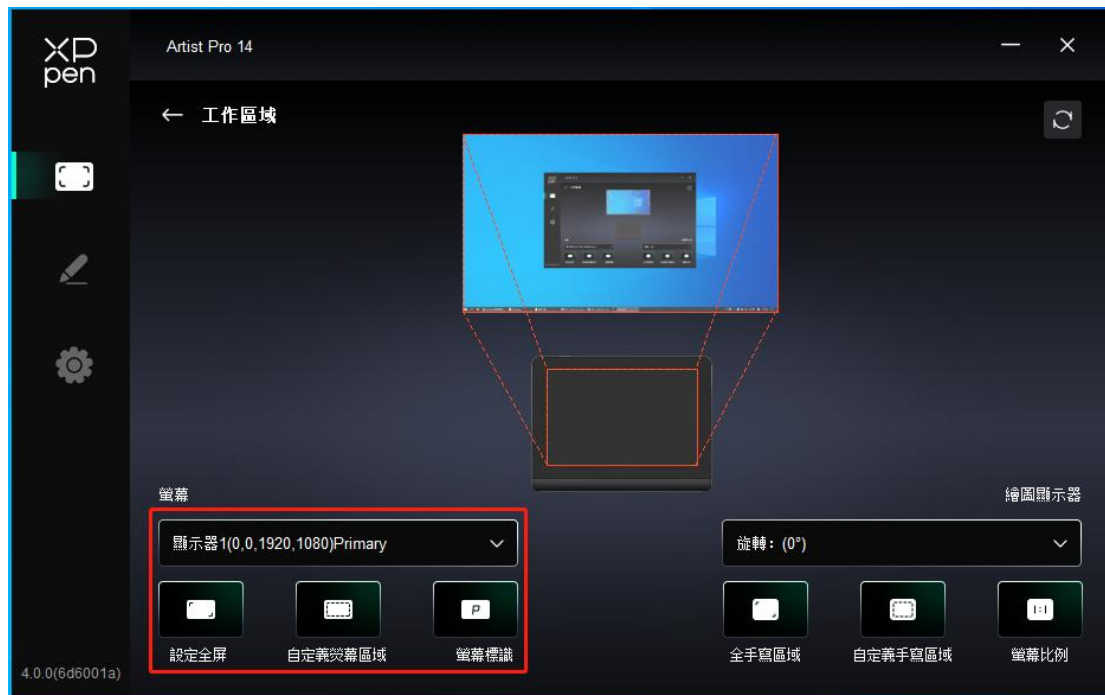 XP
pen
Artist Pro 14
工作區域
螢幕
繪圖顯示器
顯示器1(0,0,1920,1080)Primary
旋轉：(0°)
P
1:1
設定全屏
自定義熒幕區域
螢幕標識
全手寫區域
自定義手寫區域
螢幕比例
4.0.0(6d6001a)